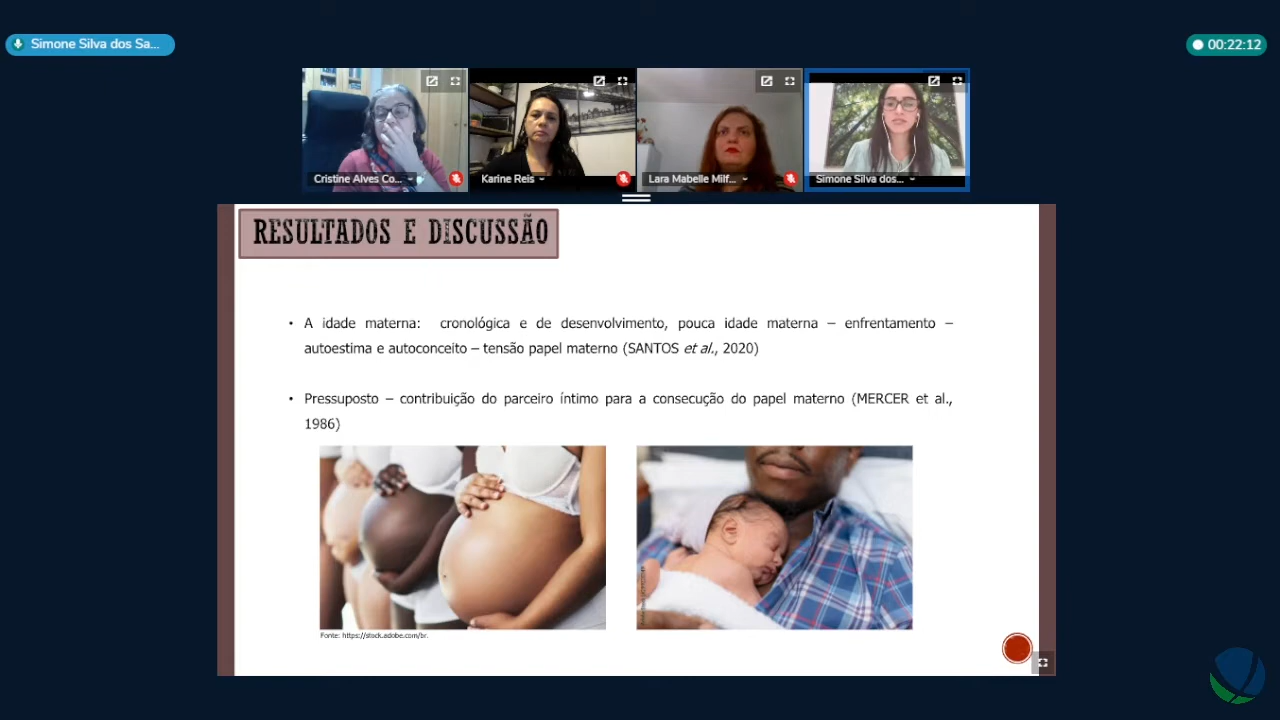 Simone Silva dos Sa...
00:22:12
Cristine Alves Co...
Karine Reis
Lara Mabelle Milf...
Simone Silva dos...
RESULTADOS E DISCUSSÃO
• A idade materna: cronológica e de desenvolvimento, pouca idade materna – enfrentamento –
autoestima e autoconceito – tensão papel materno (SANTOS et al., 2020)
• Pressuposto – contribuição do parceiro íntimo para a consecução do papel materno (MERCER et al.,
1986)
Fonte: https://stock.adobe.com/br.